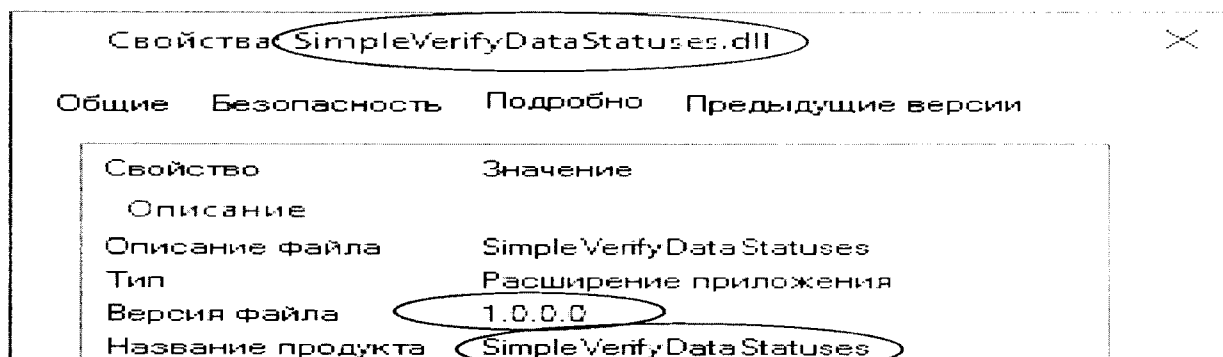 Свойства: SimpleVerifyDataStatuses.dll
Общие Безопасность Подробно Предыдущие версии
Свойство Значение
Описание
Описание файла SimpleVerifyDataStatuses
Тип Расширение приложения
Версия файла 1.0.0.0
Название продукта SimpleVerifyDataStatuses